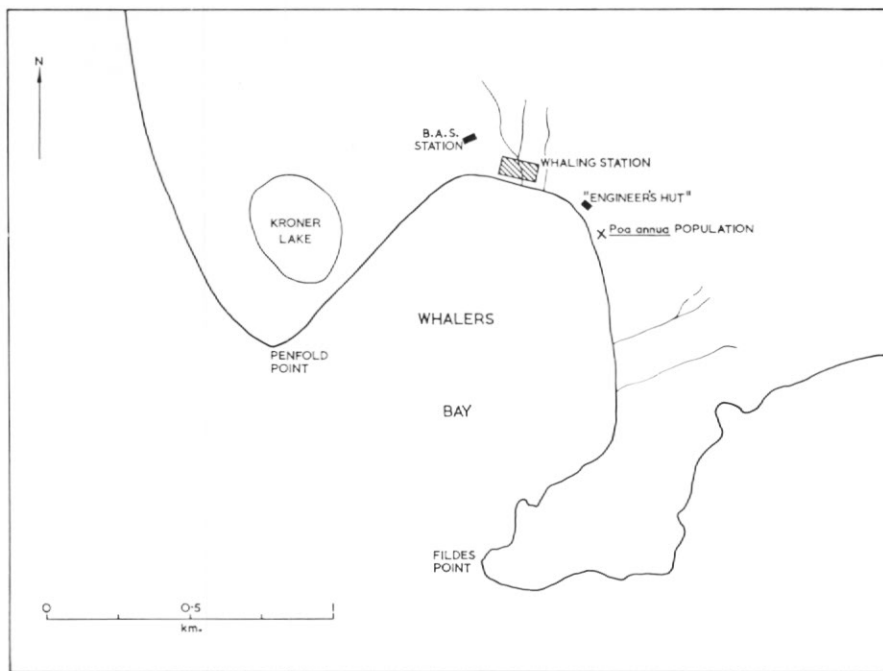 N
B.A.S.
STATION
WHALING STATION
"ENGINEER'S HUT"
Poa annua POPULATION
KRONER
LAKE
WHALERS
PENFOLD
POINT
BAY
FILDES
POINT
0 0·5 1
km.